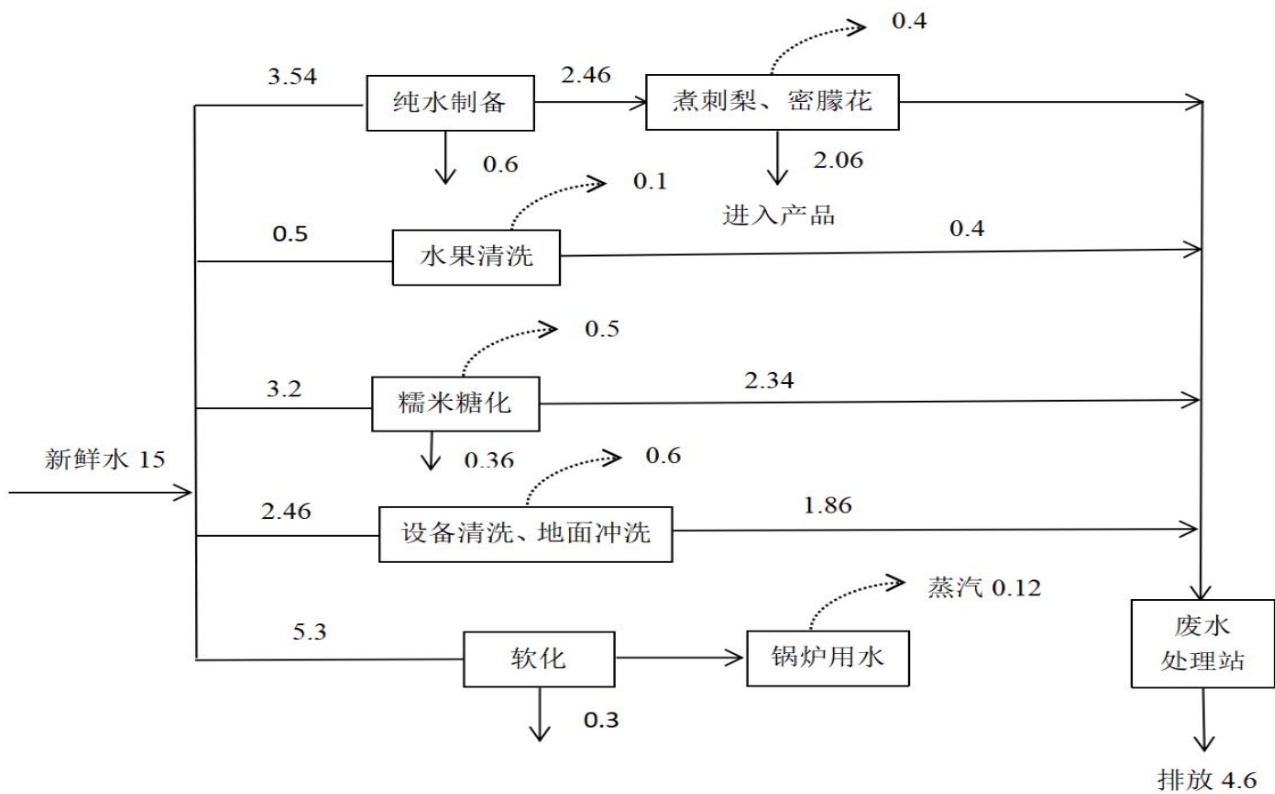 0.4
3.54
2.46
纯水制备
煮刺梨、密朦花
0.6
2.06
0.1
进入产品
0.5
水果清洗
0.4
0.5
3.2
2.34
糯米糖化
新鲜水 15
0.36
0.6
2.46
1.86
设备清洗、地面冲洗
蒸汽 0.12
5.3
软化
锅炉用水
废水
处理站
0.3
排放 4.6